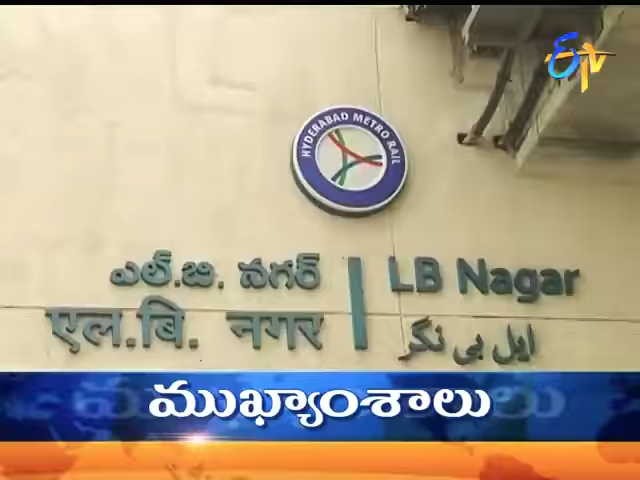 ETV
HYDERABAD METRO RAIL
ఎల్.బి. నగర్
LB Nagar
एल.बि. नगर
ایل بی نگر
ముఖ్యాంశాలు